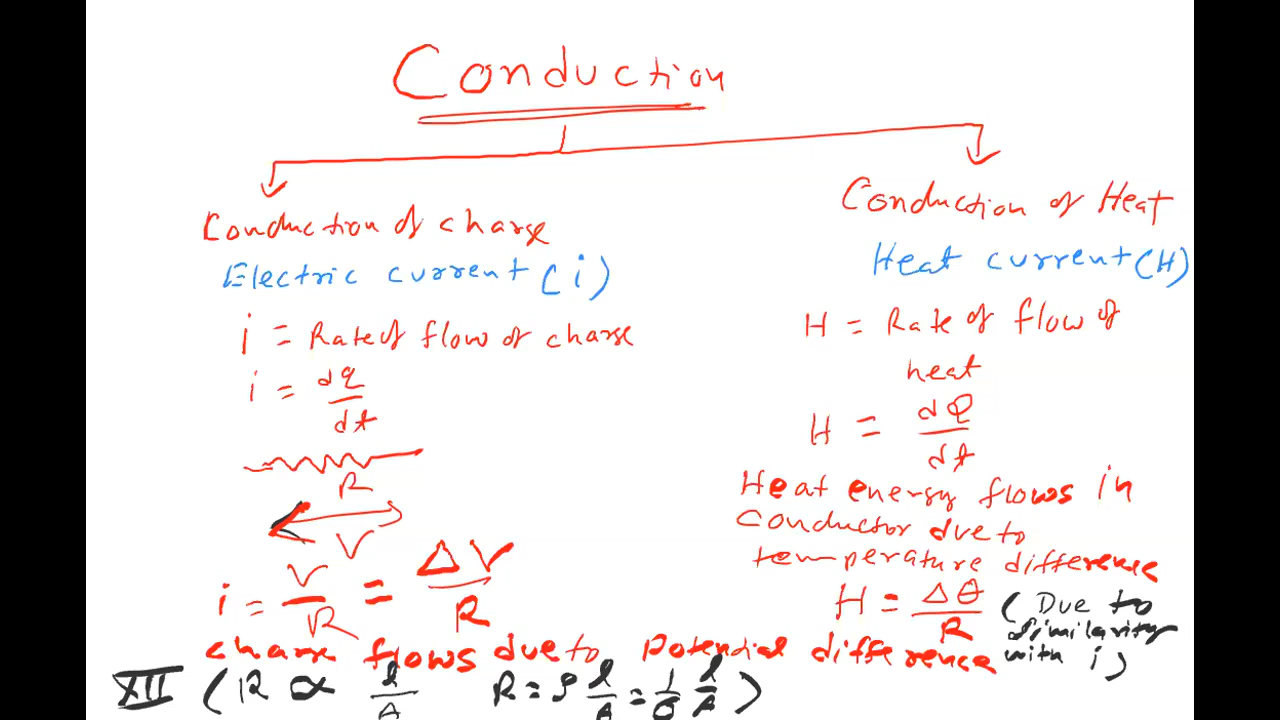 Conduction
Conduction of charge
Electric current (i)
i = Rate of flow of charge
i = dq/dt
R
V
i = V/R = ΔV/R
charge flows due to potential difference
XII ( R ∝ l/A R = ρ l/A = 1/σ l/A )
Conduction of Heat
Heat current (H)
H = Rate of flow of
heat
H = dQ/dt
Heat energy flows in
Conductor due to
temperature difference
H = Δθ/R ( Due to
similarity
with i )